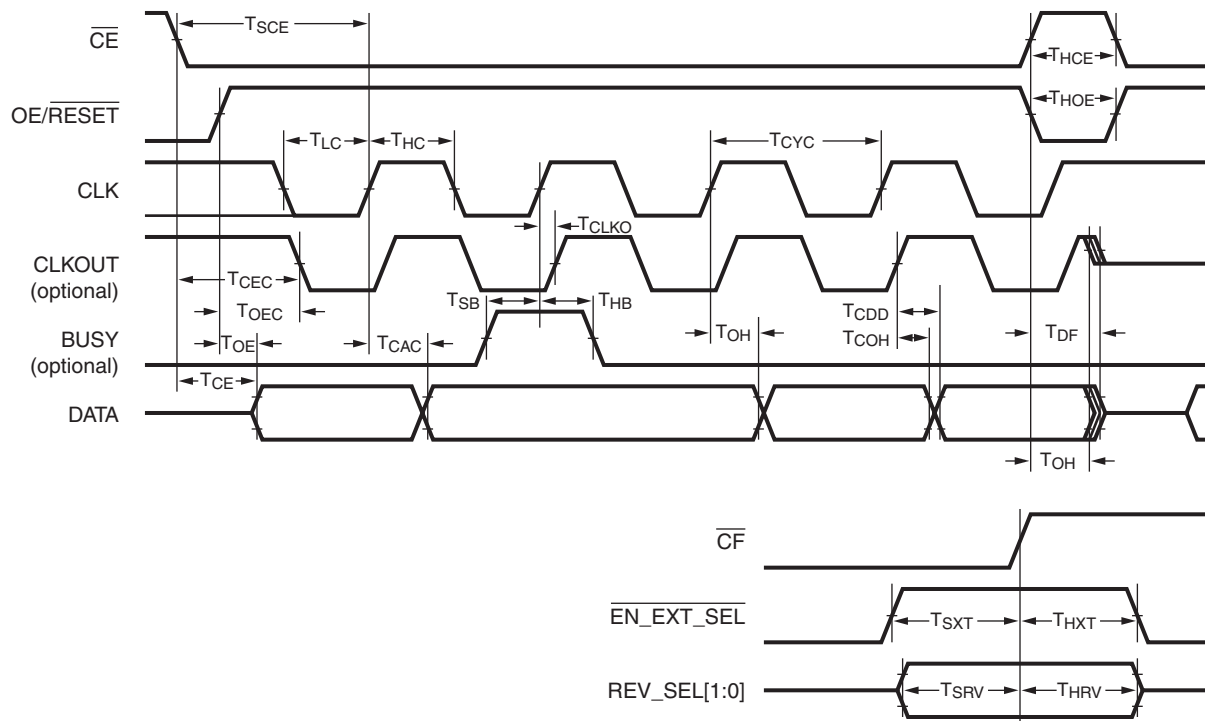 CE
TSCE
THCE
OE/RESET
THOE
TLC
THC
TCYC
CLK
TCLKO
CLKOUT
(optional)
TCEC
TSB
THB
TCDD
TOEC
TOH
TCOH
TDF
BUSY
(optional)
TOE
TCAC
TCE
DATA
TOH
CF
EN_EXT_SEL
TSXT
THXT
REV_SEL[1:0]
TSRV
THRV